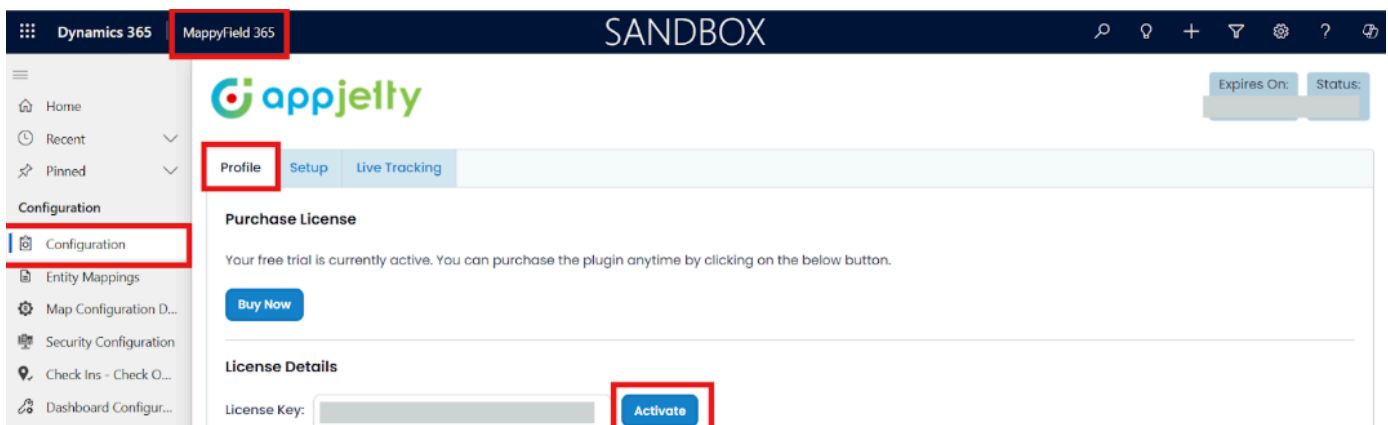 Dynamics 365 MappyField 365 SANDBOX ?
appjetty
Expires On: Status:
Home
Recent
Pinned
Configuration
Configuration
Entity Mappings
Map Configuration D...
Security Configuration
Check Ins - Check O...
Dashboard Configur...
Profile Setup Live Tracking
Purchase License
Your free trial is currently active. You can purchase the plugin anytime by clicking on the below button.
Buy Now
License Details
License Key: Activate